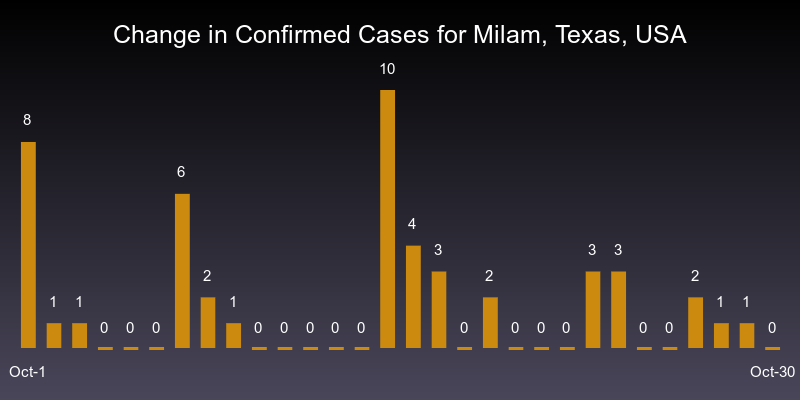 Change in Confirmed Cases for Milam, Texas, USA
8 1 1 0 0 0 6 2 1 0 0 0 0 0 10 4 3 0 2 0 0 0 3 3 0 0 2 1 1 0
Oct-1 Oct-30